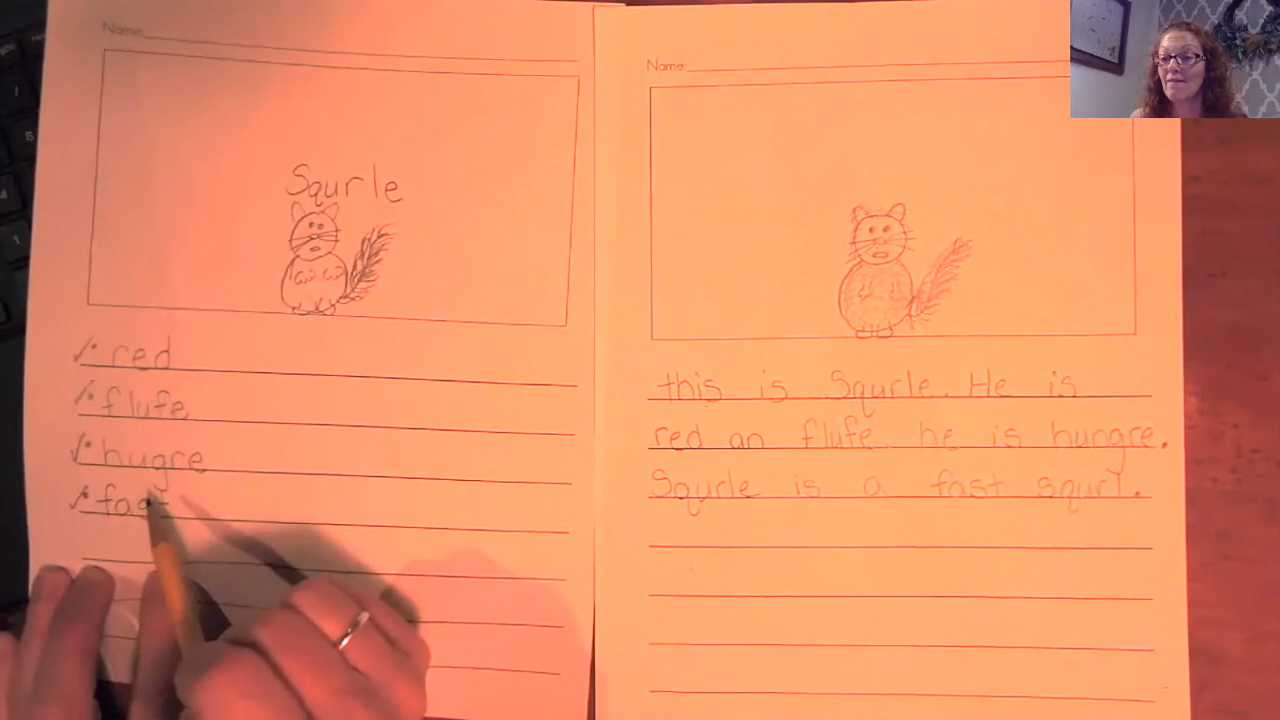 Name
Squrle
✓• red
✓• flufe
✓• hugre
✓• fast
Name
this is Squrle. He is
red an flufe. he is hungre.
Squrle is a fast squrl.